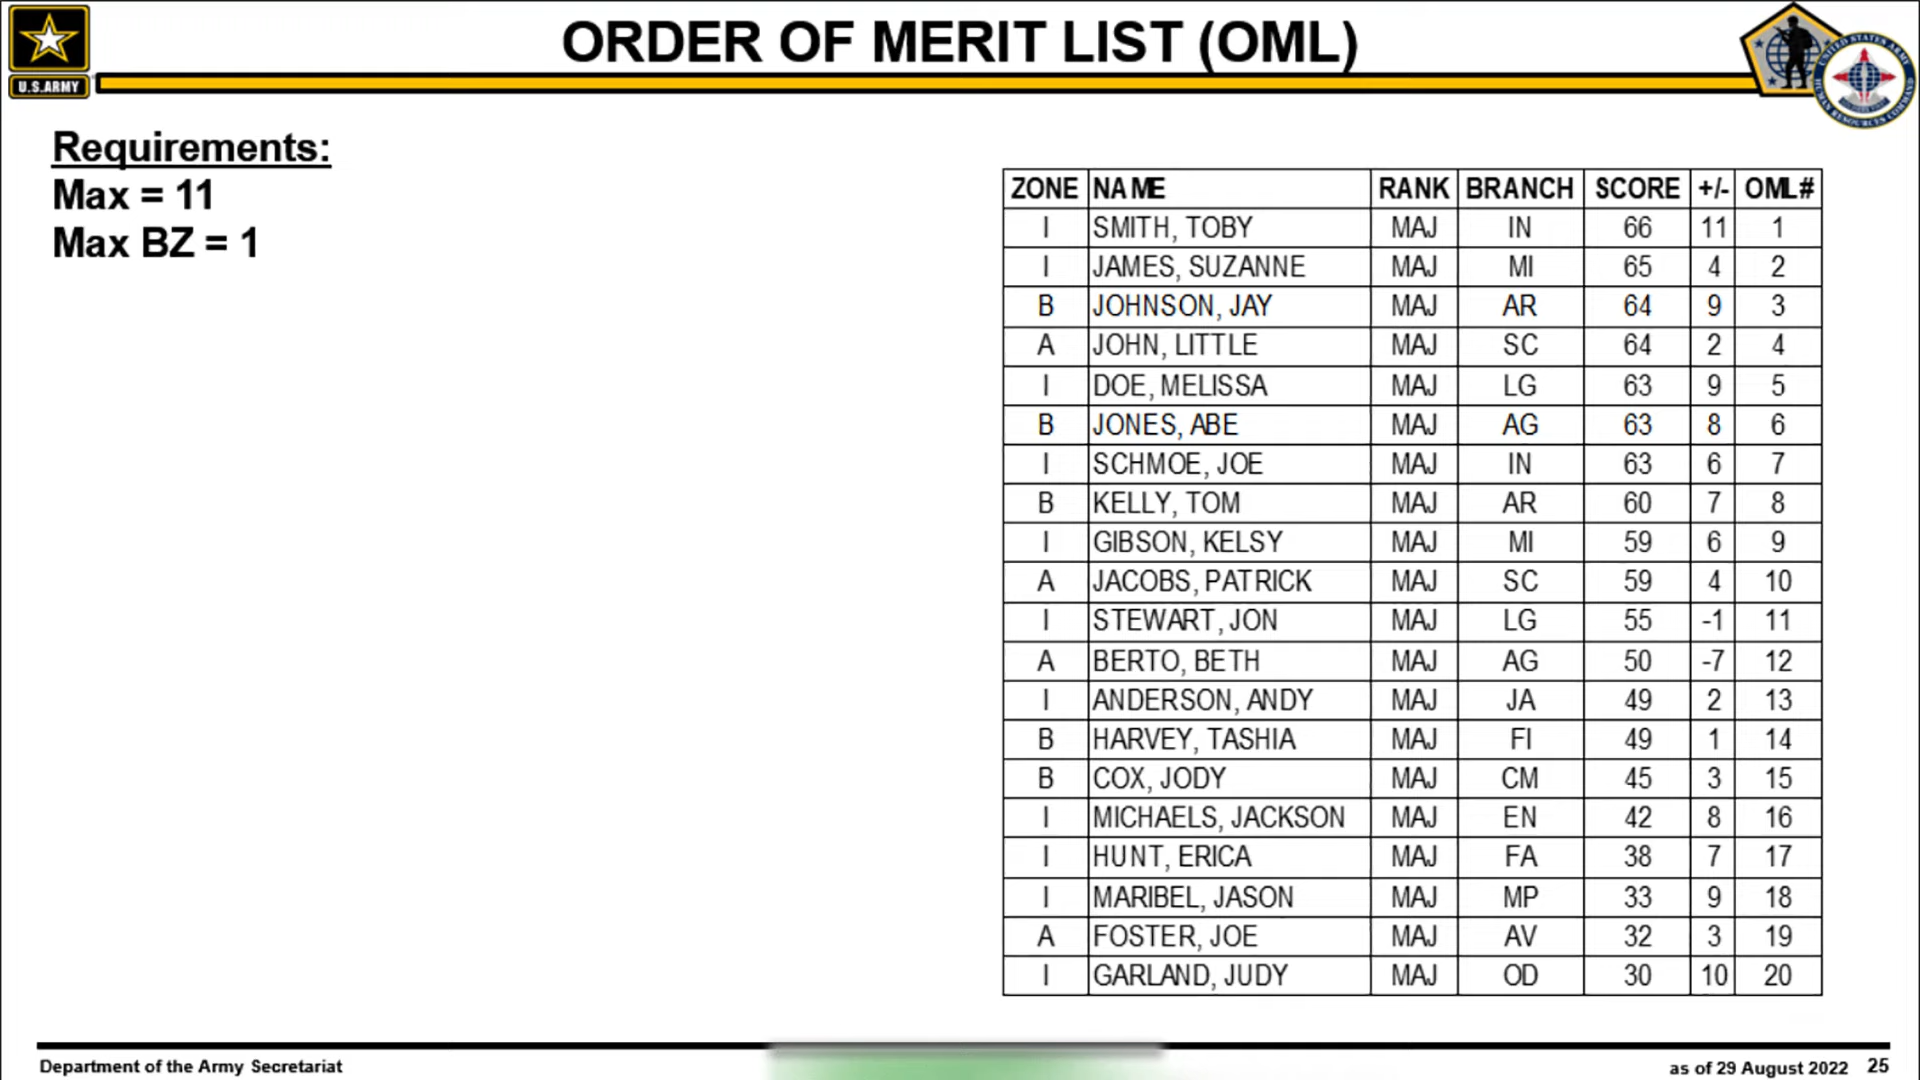 ORDER OF MERIT LIST (OML)
U.S.ARMY
UNITED STATES ARMY
HUMAN RESOURCES COMMAND
Requirements:
Max = 11
Max BZ = 1
ZONE NAME RANK BRANCH SCORE +/- OML#
I SMITH, TOBY MAJ IN 66 11 1
I JAMES, SUZANNE MAJ MI 65 4 2
B JOHNSON, JAY MAJ AR 64 9 3
A JOHN, LITTLE MAJ SC 64 2 4
I DOE, MELISSA MAJ LG 63 9 5
B JONES, ABE MAJ AG 63 8 6
I SCHMOE, JOE MAJ IN 63 6 7
B KELLY, TOM MAJ AR 60 7 8
I GIBSON, KELSY MAJ MI 59 6 9
A JACOBS, PATRICK MAJ SC 59 4 10
I STEWART, JON MAJ LG 55 -1 11
A BERTO, BETH MAJ AG 50 -7 12
I ANDERSON, ANDY MAJ JA 49 2 13
B HARVEY, TASHIA MAJ FI 49 1 14
B COX, JODY MAJ CM 45 3 15
I MICHAELS, JACKSON MAJ EN 42 8 16
I HUNT, ERICA MAJ FA 38 7 17
I MARIBEL, JASON MAJ MP 33 9 18
A FOSTER, JOE MAJ AV 32 3 19
I GARLAND, JUDY MAJ OD 30 10 20
Department of the Army Secretariat
as of 29 August 2022 25